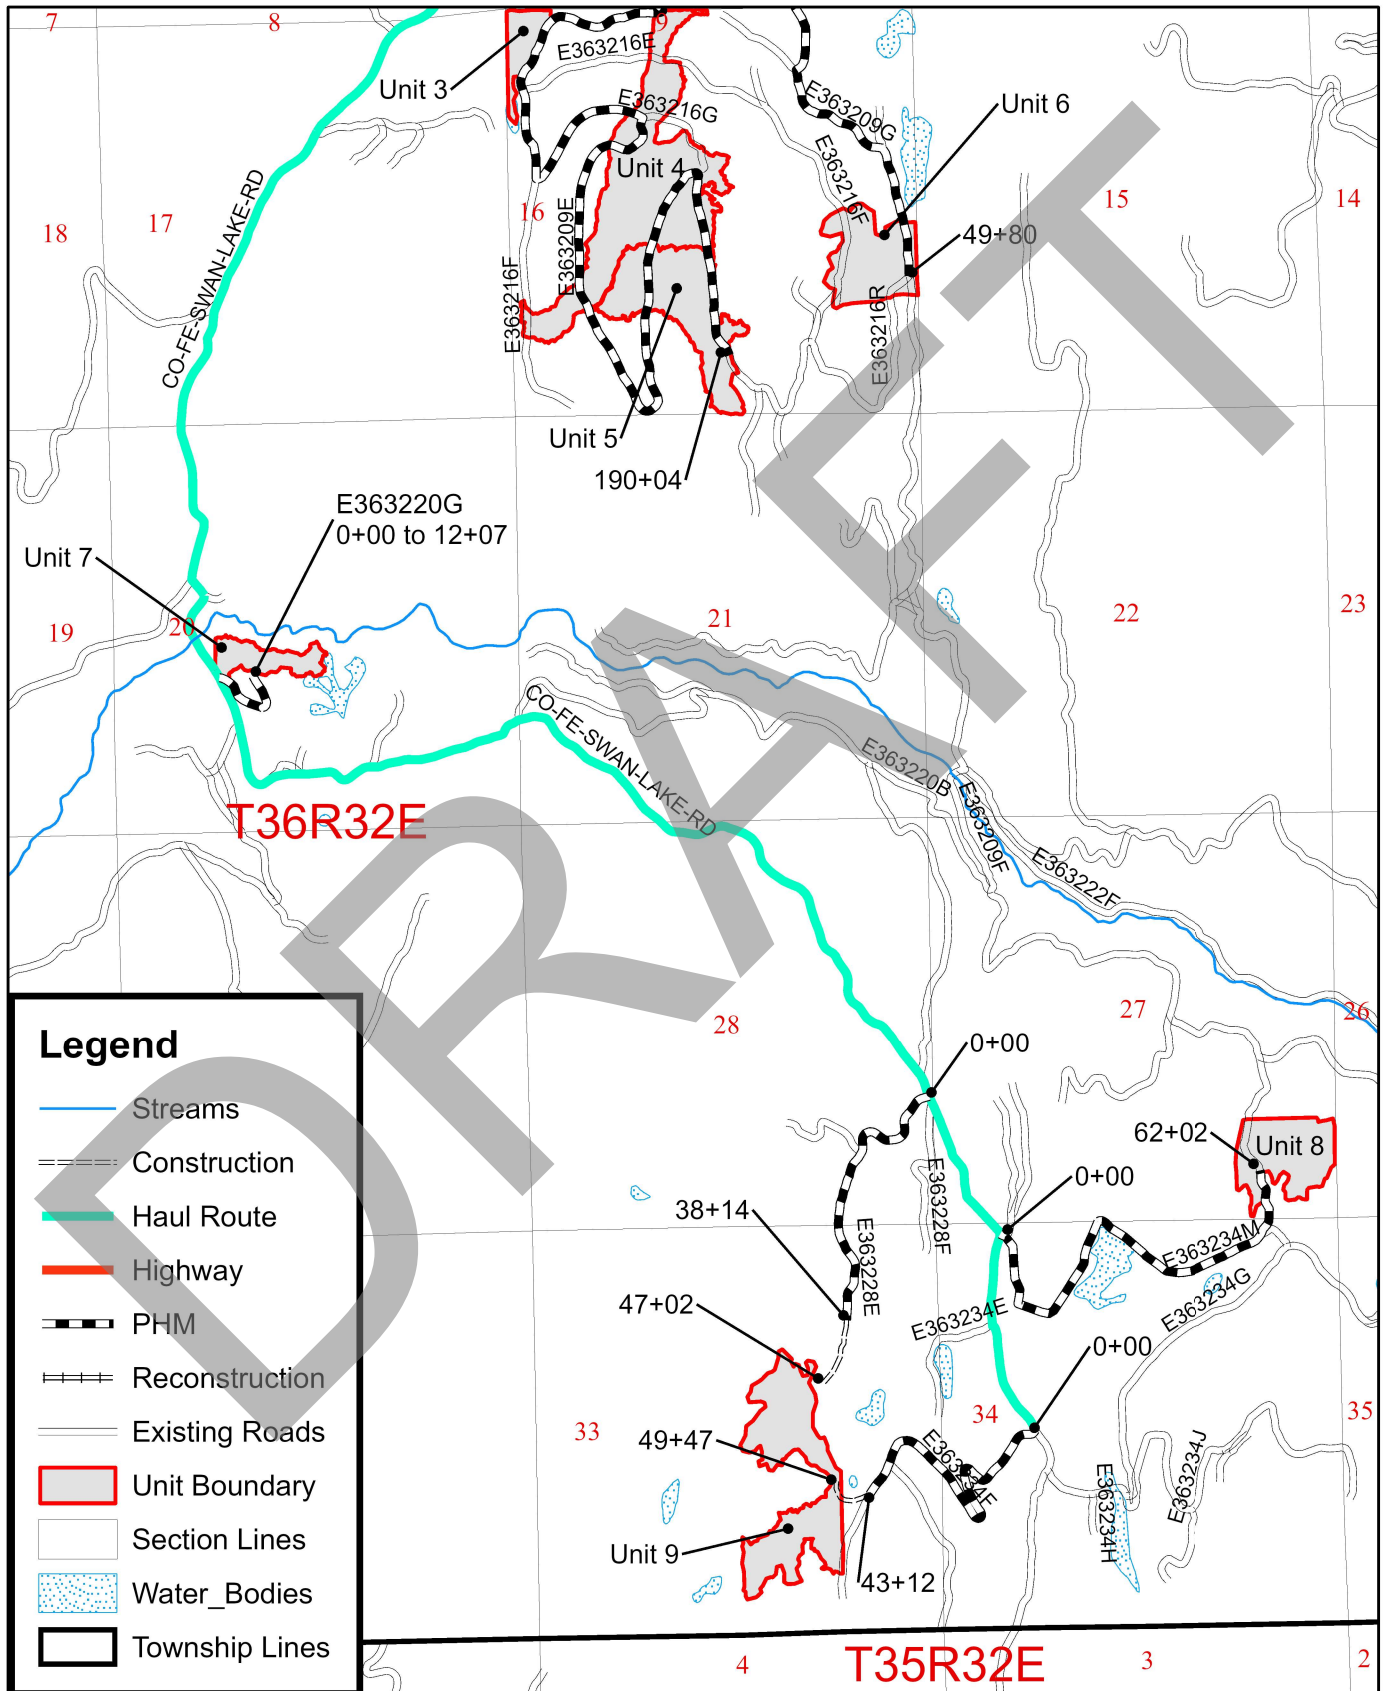 7
8
9
E363216E
Unit 3
E363216G
E363209G
Unit 6
Unit 4
E363216F
18
17
16
15
14
CO-FE-SWAN-LAKE-RD
E363209E
49+80
E363216F
E363216R
Unit 5
190+04
E363220G
0+00 to 12+07
Unit 7
19
20
21
22
23
CO-FE-SWAN-LAKE-RD
E363220B
E363209F
E363222F
T36R32E
28
27
26
0+00
62+02
Unit 8
E363228F
0+00
38+14
E363228E
E363234M
E363234G
47+02
E363234E
0+00
33
34
35
49+47
E363234F
E363234H
E363234J
Unit 9
43+12
T35R32E
4
3
2
DRAFT
Legend
Streams
Construction
Haul Route
Highway
PHM
Reconstruction
Existing Roads
Unit Boundary
Section Lines
Water_Bodies
Township Lines